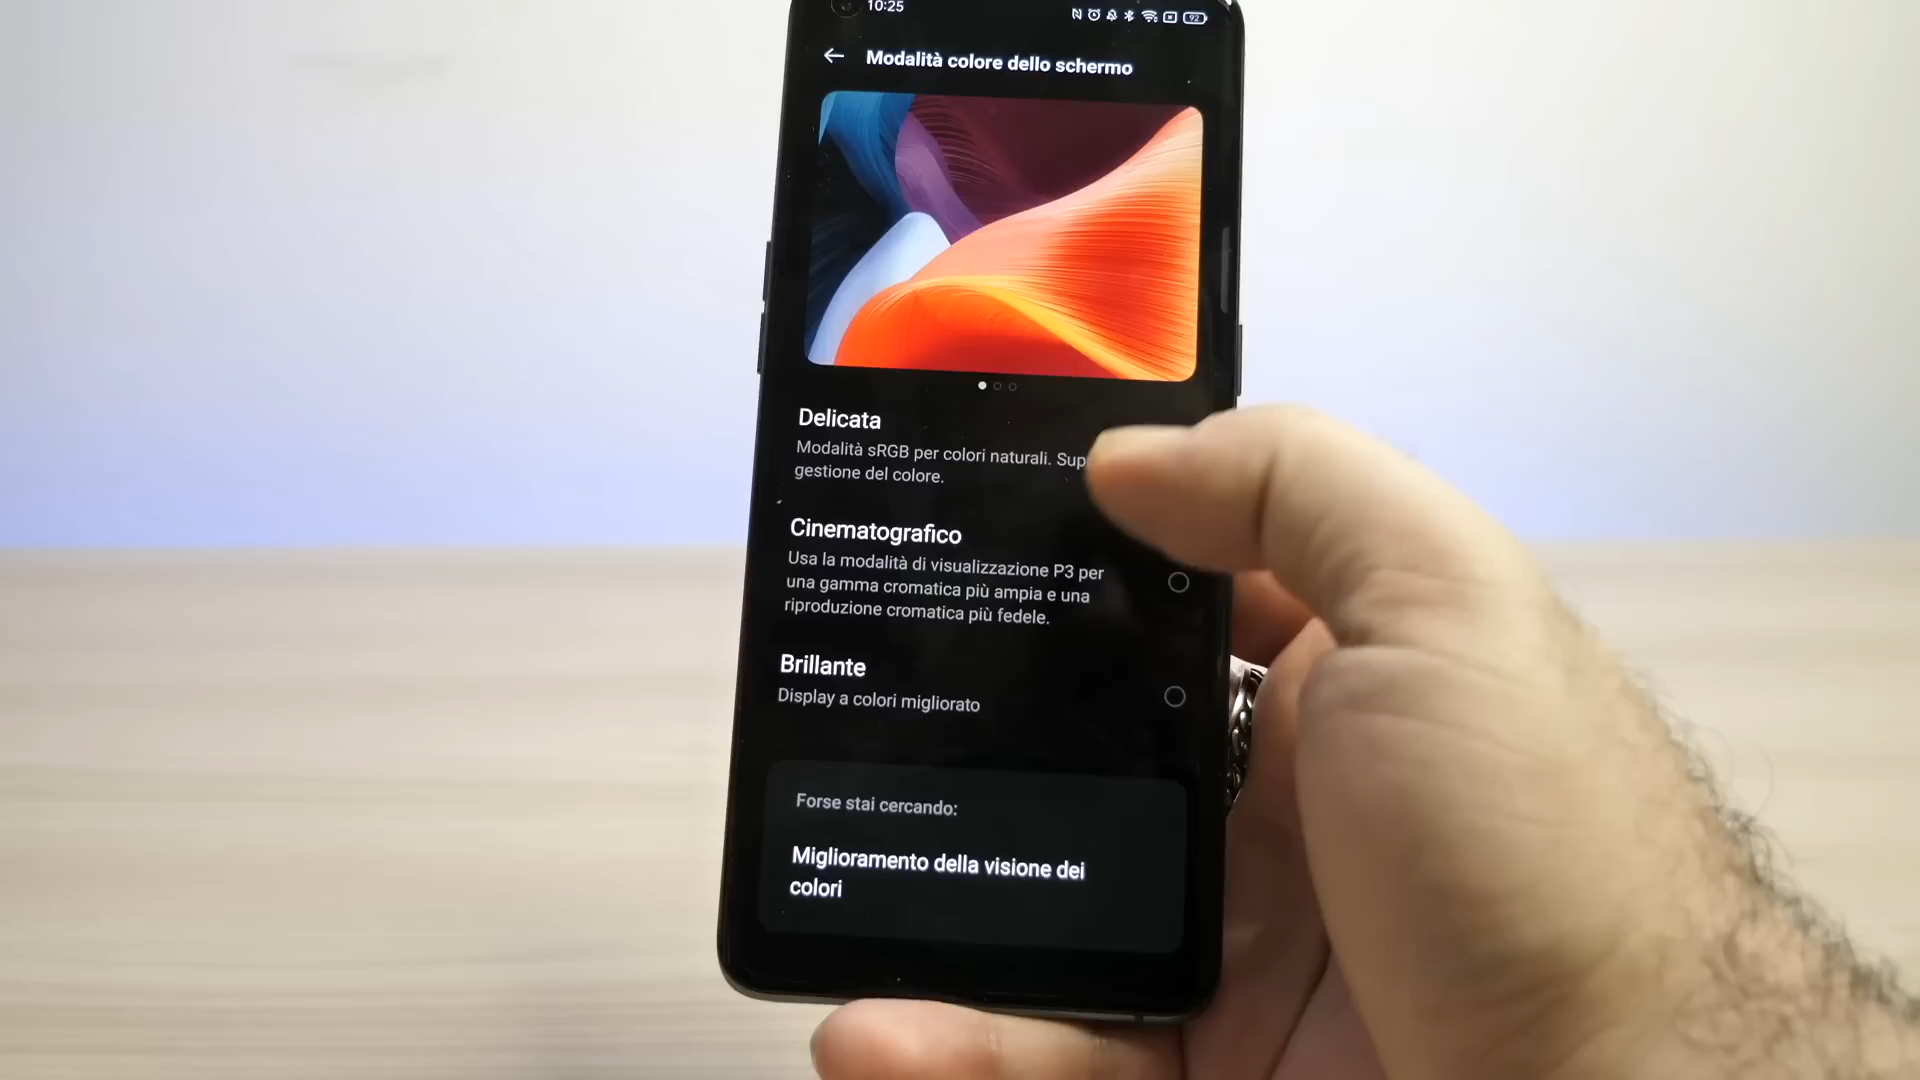 10:25
92
Modalità colore dello schermo
Delicata
Modalità sRGB per colori naturali.
gestione del colore.
Cinematografico
Usa la modalità di visualizzazione P3 per
una gamma cromatica più ampia e una
riproduzione cromatica più fedele.
Brillante
Display a colori migliorato
Forse stai cercando:
Miglioramento della visione dei
colori